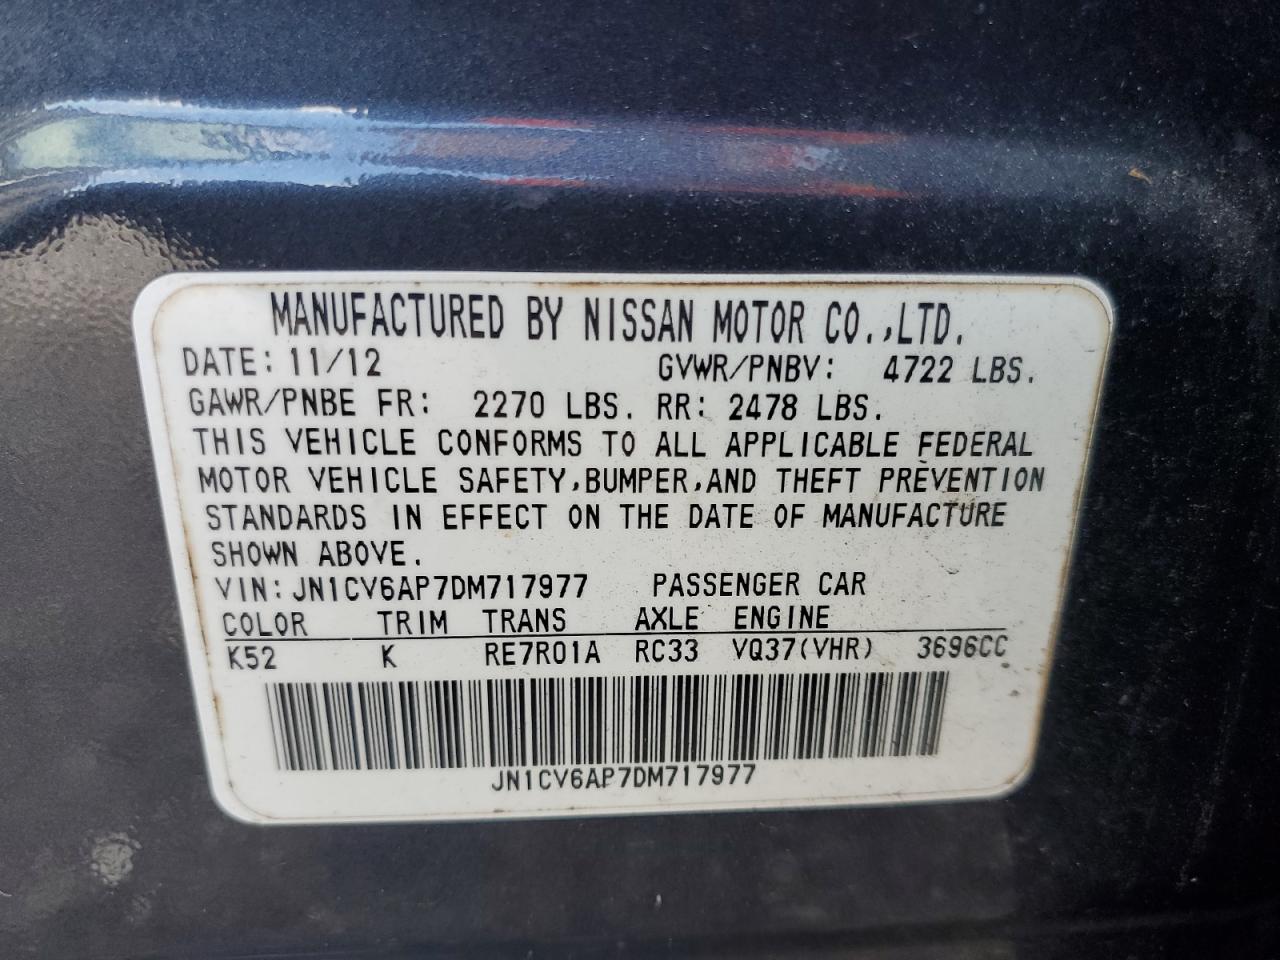 MANUFACTURED BY NISSAN MOTOR CO.,LTD.
DATE: 11/12 GVWR/PNBV: 4722 LBS.
GAWR/PNBE FR: 2270 LBS. RR: 2478 LBS.
THIS VEHICLE CONFORMS TO ALL APPLICABLE FEDERAL
MOTOR VEHICLE SAFETY,BUMPER,AND THEFT PREVENTION
STANDARDS IN EFFECT ON THE DATE OF MANUFACTURE
SHOWN ABOVE.
VIN:JN1CV6AP7DM717977 PASSENGER CAR
COLOR TRIM TRANS AXLE ENGINE
K52 K RE7R01A RC33 VQ37(VHR) 3696CC
JN1CV6AP7DM717977